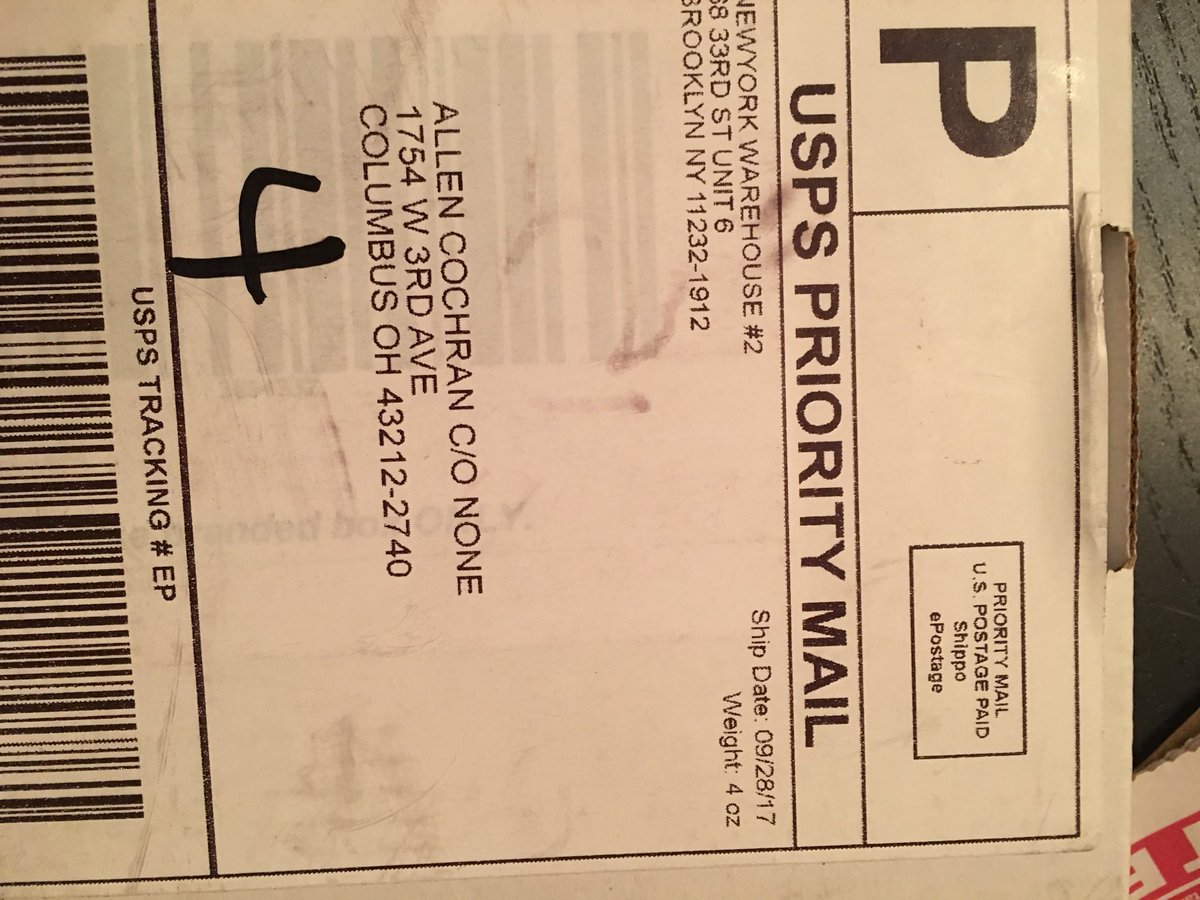 P
PRIORITY MAIL
U.S. POSTAGE PAID
Shippo
ePostage
USPS PRIORITY MAIL
NEWYORK WAREHOUSE #2
68 33RD ST UNIT 6
BROOKLYN NY 11232-1912
Ship Date: 09/28/17
Weight: 4 oz
ALLEN COCHRAN C/O NONE
1754 W 3RD AVE
COLUMBUS OH 43212-2740
4
USPS TRACKING # EP